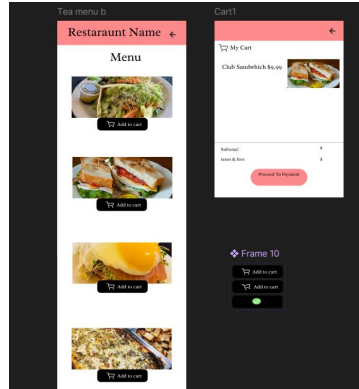 Tea menu b
Restaraunt Name
Menu
Add to cart
Add to cart
Add to cart
Add to cart
Cart1
My Cart
Club Sandwhich $9.99
Subtotal: $
taxes & fees $
Proceed To Payment
Frame 10
Add to cart
Add to cart